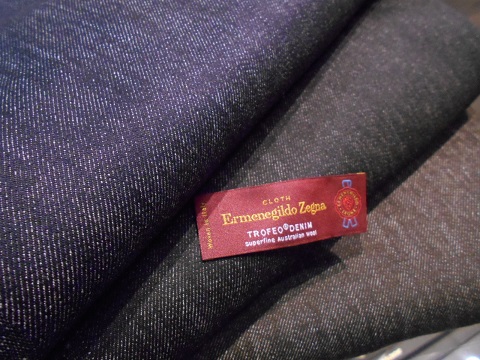 CLOTH
Ermenegildo Zegna
TROFEO®DENIM
superfine Australian wool